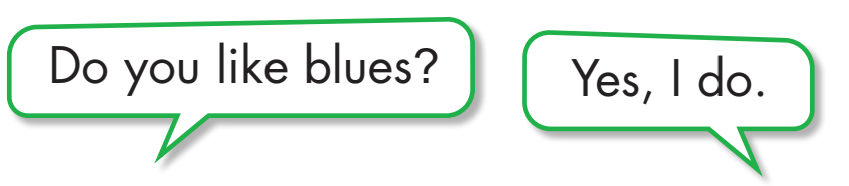 Do you like blues?
Yes, I do.